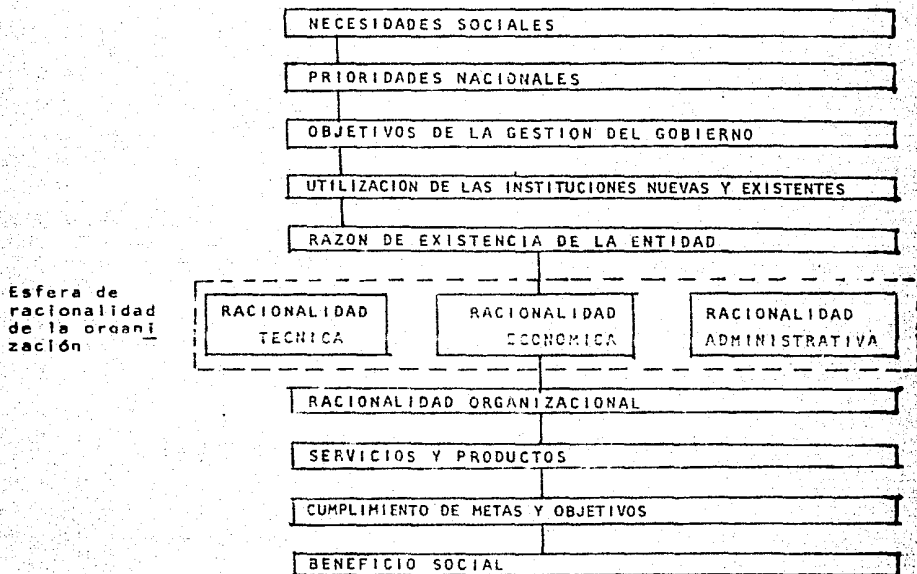 NECESIDADES SOCIALES
PRIORIDADES NACIONALES
OBJETIVOS DE LA GESTION DEL GOBIERNO
UTILIZACION DE LAS INSTITUCIONES NUEVAS Y EXISTENTES
RAZON DE EXISTENCIA DE LA ENTIDAD
Esfera de
racionalidad
de la organi
zación
RACIONALIDAD
TECNICA
RACIONALIDAD
ECONOMICA
RACIONALIDAD
ADMINISTRATIVA
RACIONALIDAD ORGANIZACIONAL
SERVICIOS Y PRODUCTOS
CUMPLIMIENTO DE METAS Y OBJETIVOS
BENEFICIO SOCIAL